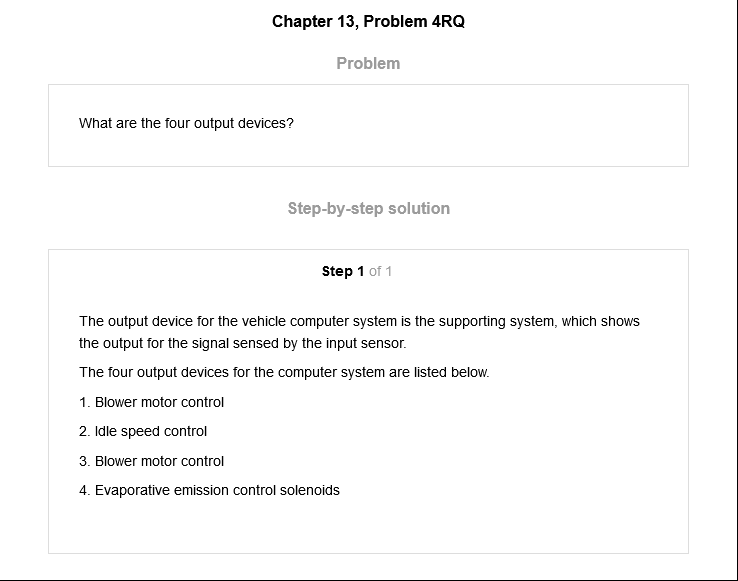 Chapter 13, Problem 4RQ
Problem
What are the four output devices?
Step-by-step solution
Step 1 of 1
The output device for the vehicle computer system is the supporting system, which shows
the output for the signal sensed by the input sensor.
The four output devices for the computer system are listed below.
1. Blower motor control
2. Idle speed control
3. Blower motor control
4. Evaporative emission control solenoids